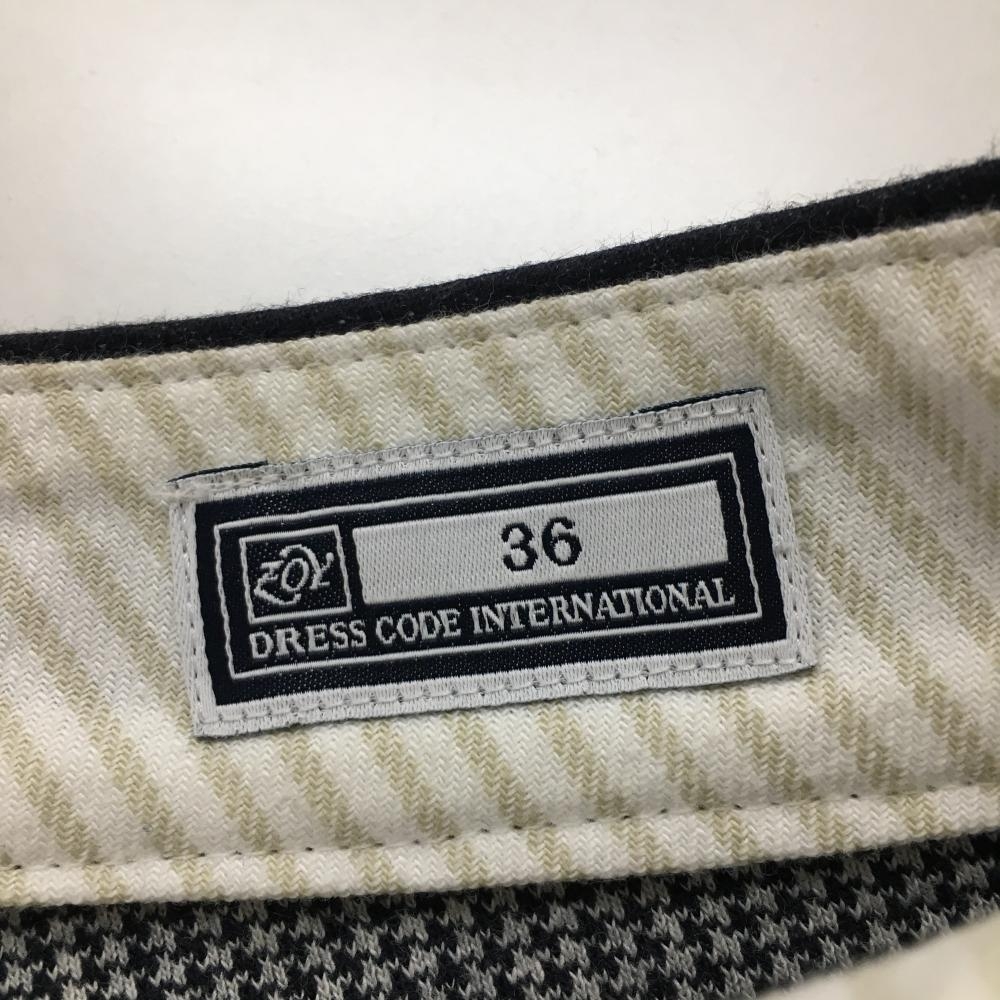 ZOY
36
DRESS CODE INTERNATIONAL